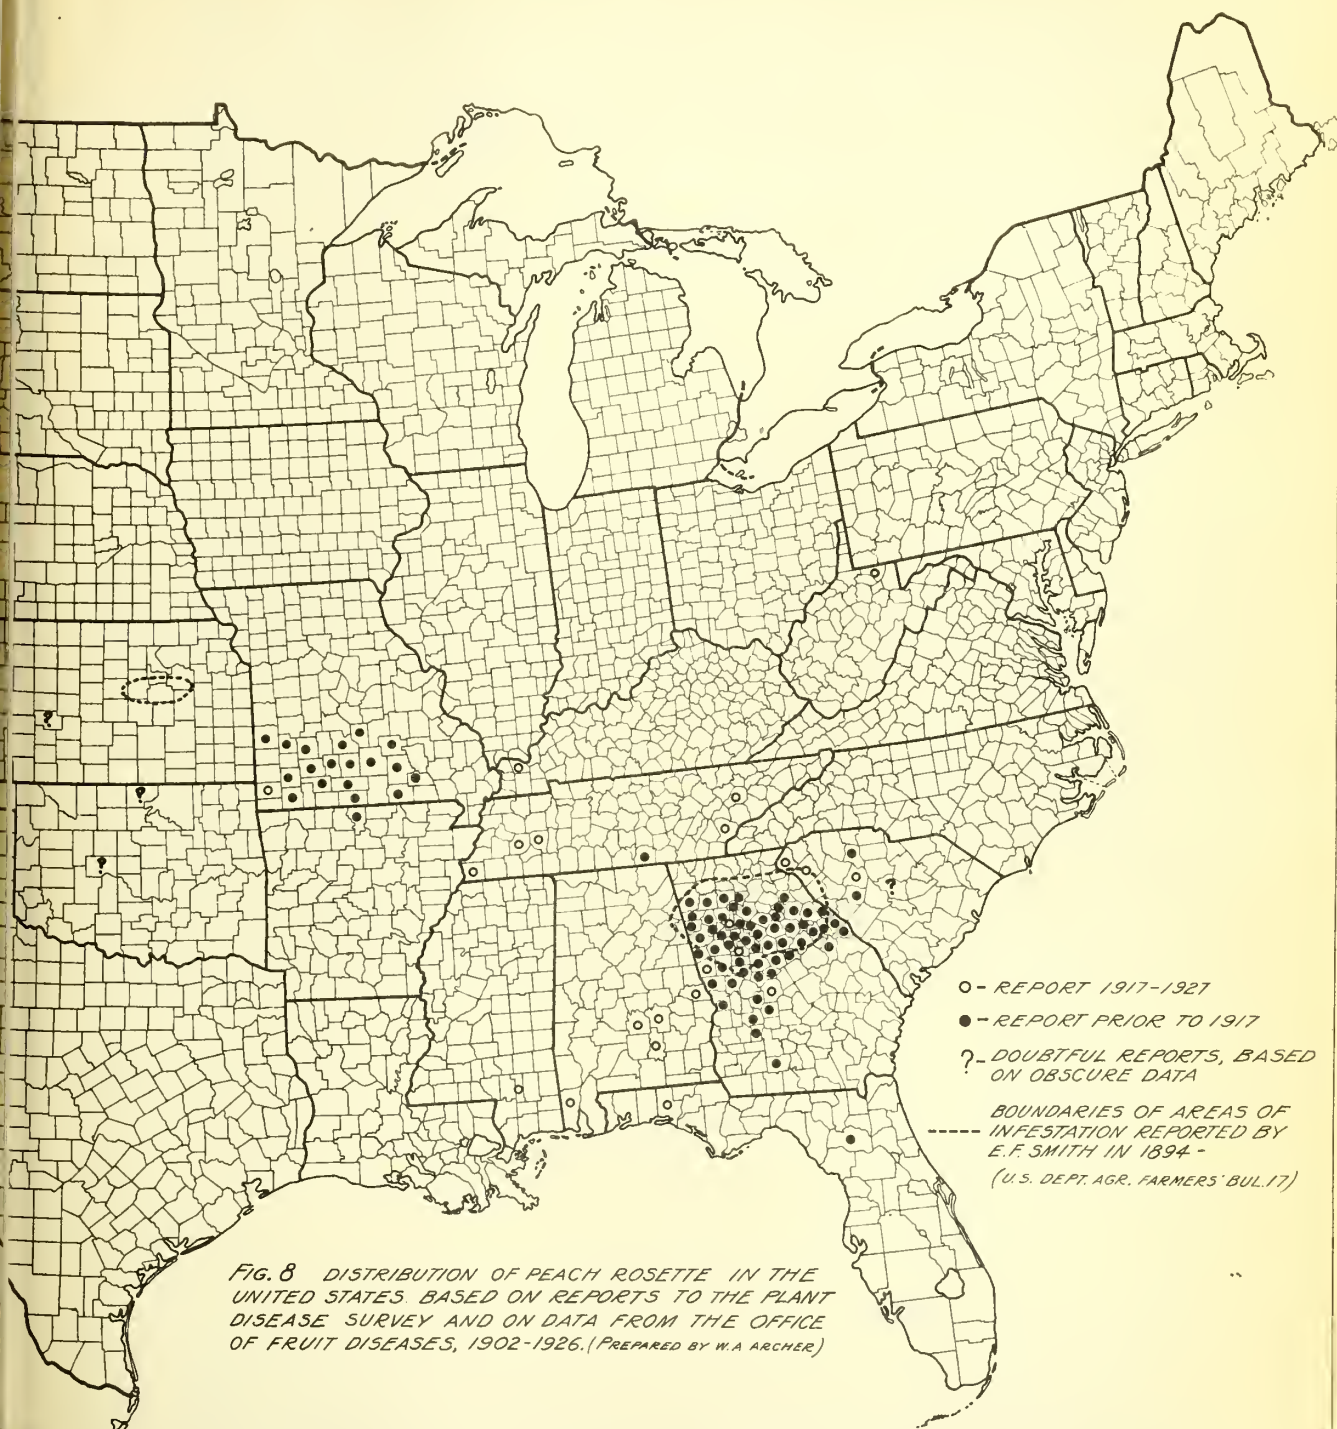 ?
?
?
?
O - REPORT 1917-1927
● - REPORT PRIOR TO 1917
? - DOUBTFUL REPORTS, BASED
ON OBSCURE DATA
BOUNDARIES OF AREAS OF
----- INFESTATION REPORTED BY
E.F. SMITH IN 1894 -
(U.S. DEPT. AGR. FARMERS' BUL. 17)
FIG. 8 DISTRIBUTION OF PEACH ROSETTE IN THE
UNITED STATES. BASED ON REPORTS TO THE PLANT
DISEASE SURVEY AND ON DATA FROM THE OFFICE
OF FRUIT DISEASES, 1902-1926. (PREPARED BY W.A ARCHER)